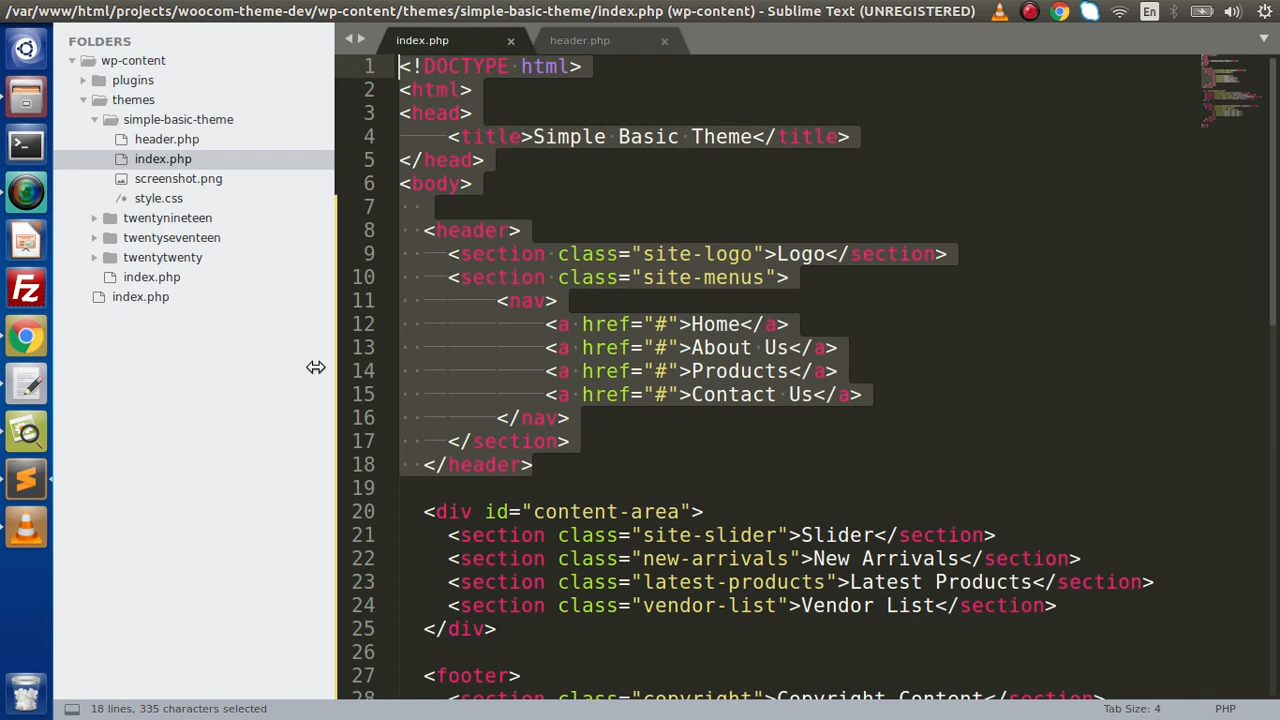 /var/www/html/projects/woocom-theme-dev/wp-content/themes/simple-basic-theme/index.php (wp-content) - Sublime Text (UNREGISTERED)
En
FOLDERS
wp-content
plugins
themes
simple-basic-theme
header.php
index.php
screenshot.png
/* style.css
twentynineteen
twentyseventeen
twentytwenty
index.php
index.php
index.php × header.php ×
1 <!DOCTYPE html>
2 <html>
3 <head>
4 <title>Simple Basic Theme</title>
5 </head>
6 <body>
7
8 <header>
9 <section class="site-logo">Logo</section>
10 <section class="site-menus">
11 <nav>
12 <a href="#">Home</a>
13 <a href="#">About Us</a>
14 <a href="#">Products</a>
15 <a href="#">Contact Us</a>
16 </nav>
17 </section>
18 </header>
19
20 <div id="content-area">
21 <section class="site-slider">Slider</section>
22 <section class="new-arrivals">New Arrivals</section>
23 <section class="latest-products">Latest Products</section>
24 <section class="vendor-list">Vendor List</section>
25 </div>
26
27 <footer>
28 <section class="copyright">Copyright Content</section>
18 lines, 335 characters selected
Tab Size: 4
PHP